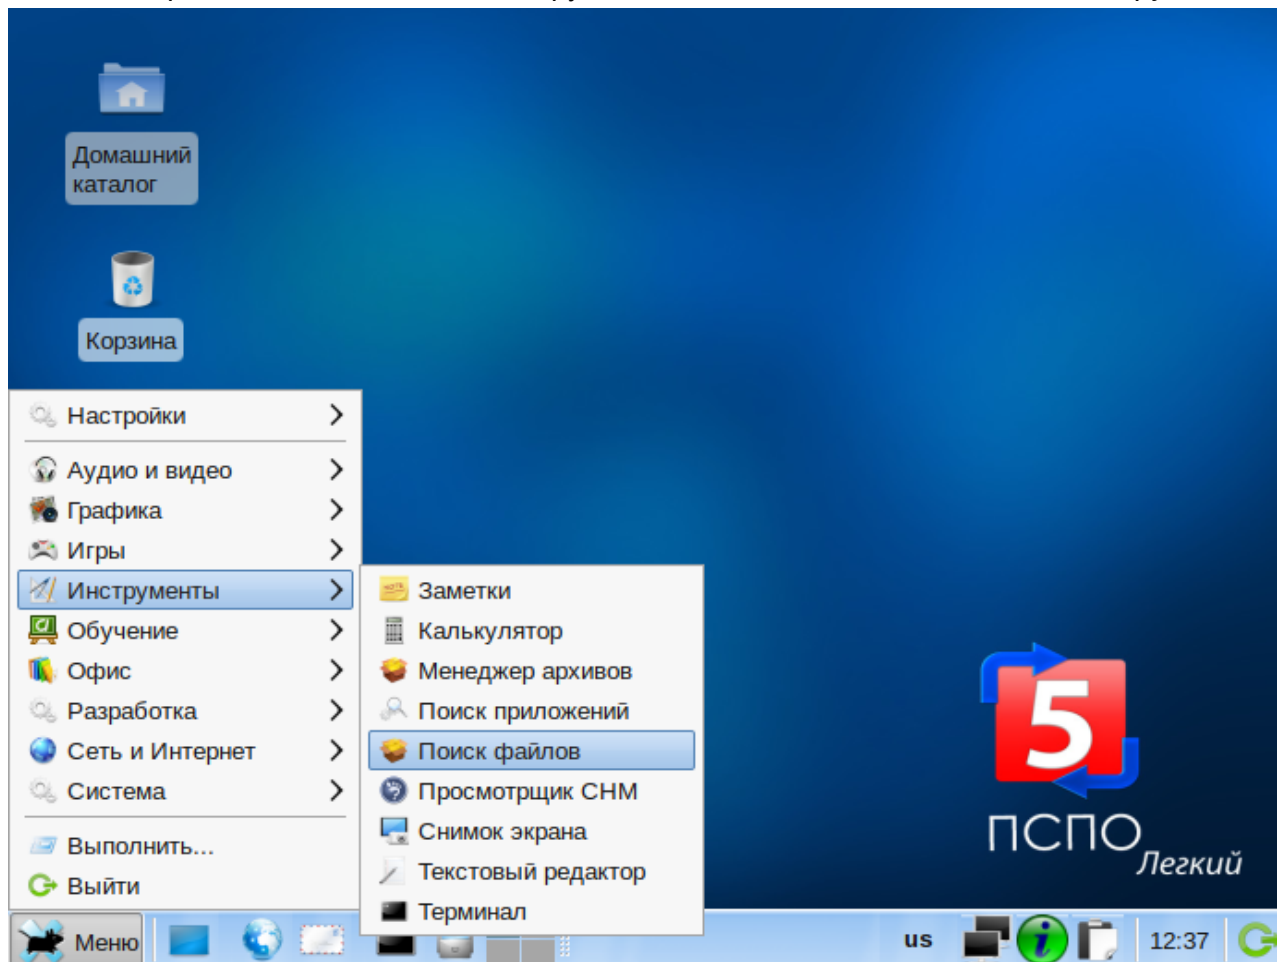 Домашний
каталог
Корзина
Настройки
Аудио и видео
Графика
Игры
Инструменты
Обучение
Офис
Разработка
Сеть и Интернет
Система
Выполнить...
Выйти
Заметки
Калькулятор
Менеджер архивов
Поиск приложений
Поиск файлов
Просмотрщик CHM
Снимок экрана
Текстовый редактор
Терминал
5
ПСПО
Легкий
Меню
us
12:37